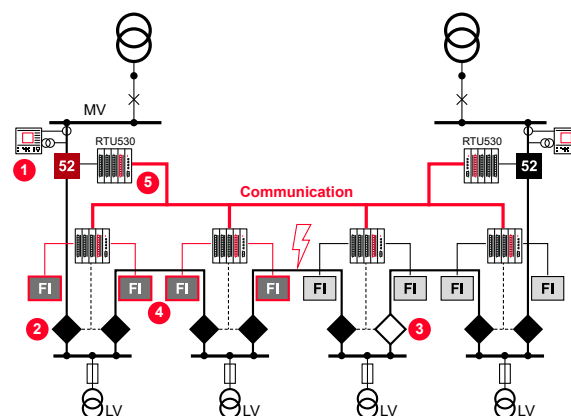 MV
RTU530
RTU530
52
52
1
5
Communication
FI
FI
FI
FI
FI
FI
FI
FI
4
2
3
LV
LV
LV
LV